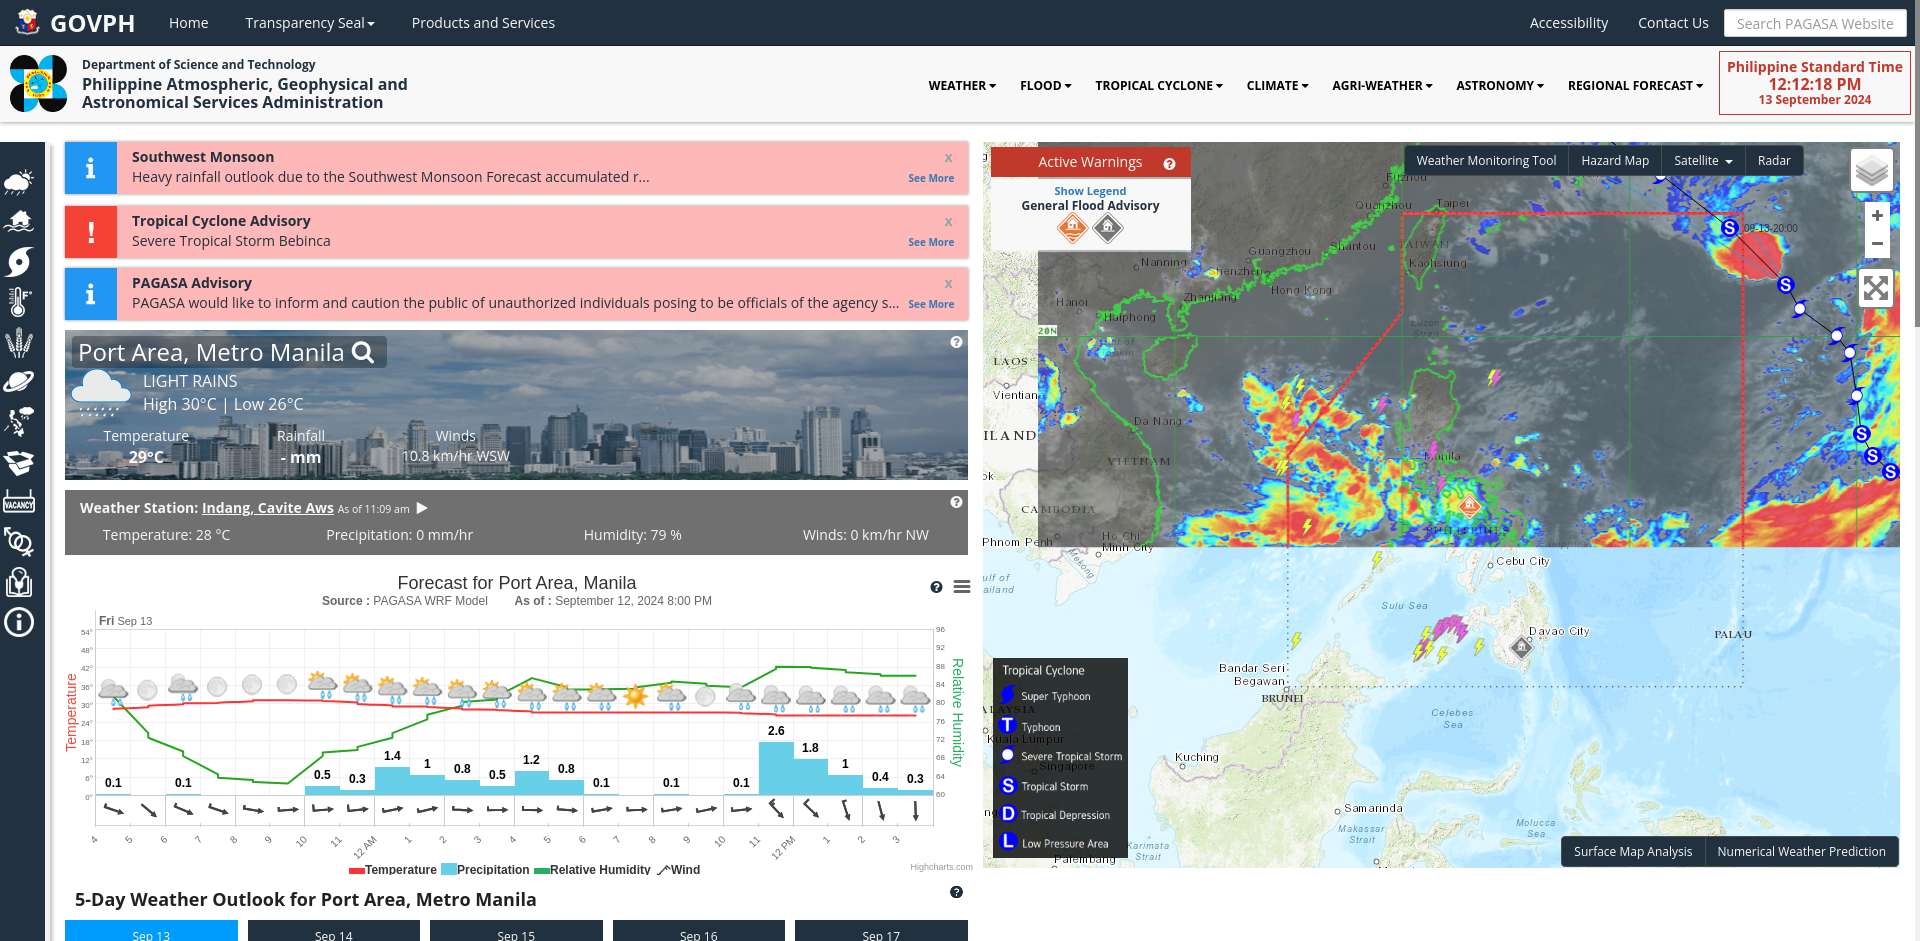 GOVPH
Home
Transparency Seal
Products and Services
Accessibility
Contact Us
Search PAGASA Website
Department of Science and Technology
Philippine Atmospheric, Geophysical and
Astronomical Services Administration
WEATHER
FLOOD
TROPICAL CYCLONE
CLIMATE
AGRI-WEATHER
ASTRONOMY
REGIONAL FORECAST
Philippine Standard Time
12:12:18 PM
13 September 2024
Southwest Monsoon
x
Heavy rainfall outlook due to the Southwest Monsoon Forecast accumulated r...
See More
Tropical Cyclone Advisory
x
Severe Tropical Storm Bebinca
See More
PAGASA Advisory
x
PAGASA would like to inform and caution the public of unauthorized individuals posing to be officials of the agency s...
See More
Port Area, Metro Manila
LIGHT RAINS
High 30°C | Low 26°C
Temperature
29°C
Rainfall
- mm
Winds
10.8 km/hr WSW
Weather Station: Indang, Cavite Aws As of 11:09 am
Temperature: 28 °C
Precipitation: 0 mm/hr
Humidity: 79 %
Winds: 0 km/hr NW
Forecast for Port Area, Manila
Source : PAGASA WRF Model As of : September 12, 2024 8:00 PM
Fri Sep 13
Temperature
54°
48°
42°
36°
30°
24°
18°
12°
6°
0°
Relative Humidity
96
92
88
84
80
76
72
68
64
60
0.1
0.1
0.5
0.3
1.4
1
0.8
0.5
1.2
0.8
0.1
0.1
0.1
2.6
1.8
1
0.4
0.3
4 5 6 7 8 9 10 11 12 AM 1 2 3 4 5 6 7 8 9 10 11 12 PM 1 2 3
Temperature
Precipitation
Relative Humidity
Wind
Highcharts.com
5-Day Weather Outlook for Port Area, Metro Manila
Sep 13
Sep 14
Sep 15
Sep 16
Sep 17
VACANCY
Active Warnings
Show Legend
General Flood Advisory
Weather Monitoring Tool
Hazard Map
Satellite
Radar
+
−
Fuzhou
Quanzhou
Taipei
Guangzhou
Shantou
TAIWAN
Nanning
Shenzhen
Kaohsiung
Hong Kong
Hanoi
Zhanjiang
Haiphong
20N
Luzon
Strait
LAOS
Vientian
Da Nang
ILAND
VIETNAM
Manila
CAMBODIA
PHILIPPINES
Phnom Penh
Ho Chi
Minh City
Mekong
Cebu City
ulf of
ailand
Sulu Sea
Davao City
PALAU
Bandar Seri
Begawan
BRUNEI
Celebes
Sea
Kuching
Samarinda
Makassar
Strait
Molucca
Sea
Karimata
Strait
Palembang
09-13-20:00
S
S
S
S
S
Tropical Cyclone
Super Typhoon
T Typhoon
Severe Tropical Storm
S Tropical Storm
D Tropical Depression
L Low Pressure Area
ALAYSIA
Kuala Lumpur
Singapore
Surface Map Analysis
Numerical Weather Prediction